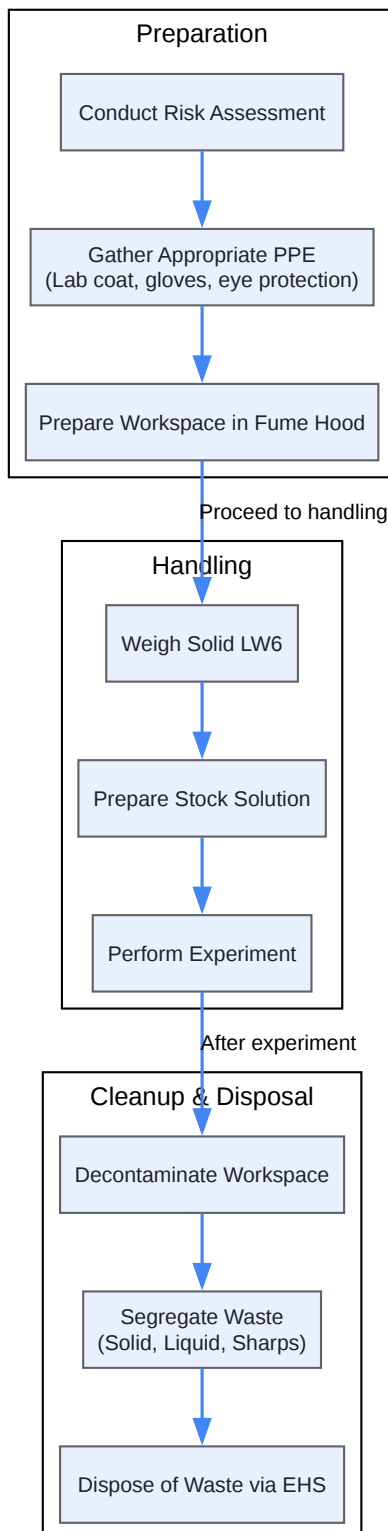 Preparation
Conduct Risk Assessment
Gather Appropriate PPE
(Lab coat, gloves, eye protection)
Prepare Workspace in Fume Hood
Proceed to handling
Handling
Weigh Solid LW6
Prepare Stock Solution
Perform Experiment
After experiment
Cleanup & Disposal
Decontaminate Workspace
Segregate Waste
(Solid, Liquid, Sharps)
Dispose of Waste via EHS